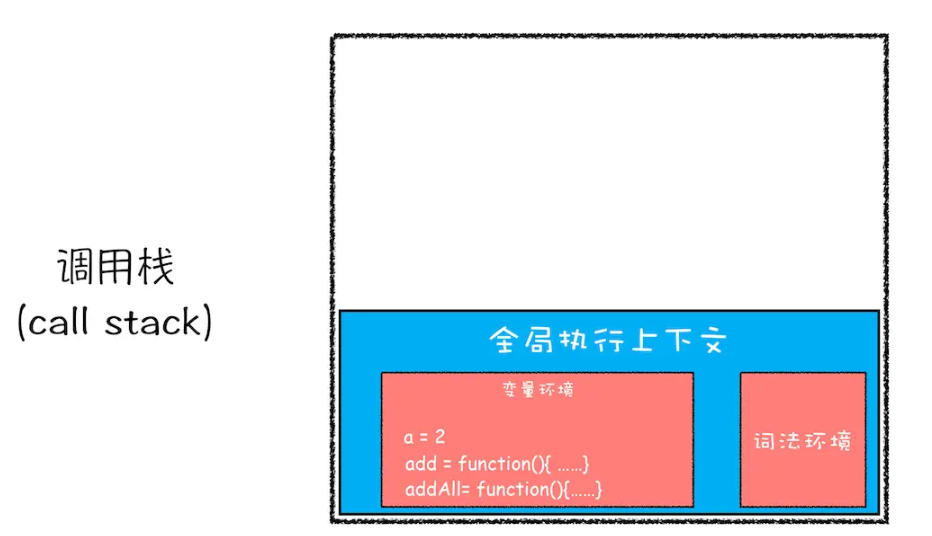 调用栈
(call stack)
全局执行上下文
变量环境
a = 2
add = function(){ ……}
addAll= function(){……}
词法环境